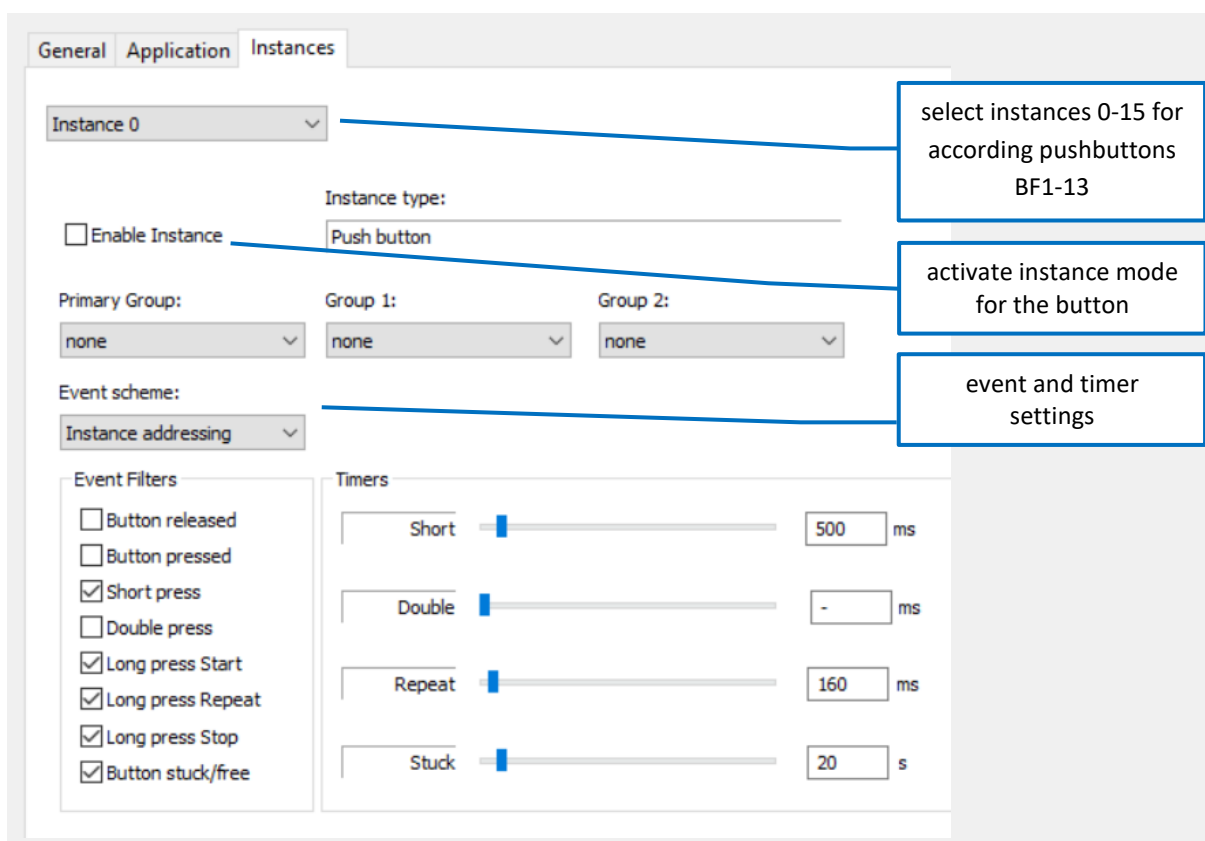 General Application Instances
Instance 0
select instances 0-15 for
according pushbuttons
BF1-13
Instance type:
Enable Instance
Push button
activate instance mode
for the button
Primary Group: Group 1: Group 2:
none none none
event and timer
settings
Event scheme:
Instance addressing
Event Filters
Button released
Button pressed
Short press
Double press
Long press Start
Long press Repeat
Long press Stop
Button stuck/free
Timers
Short 500 ms
Double - ms
Repeat 160 ms
Stuck 20 s